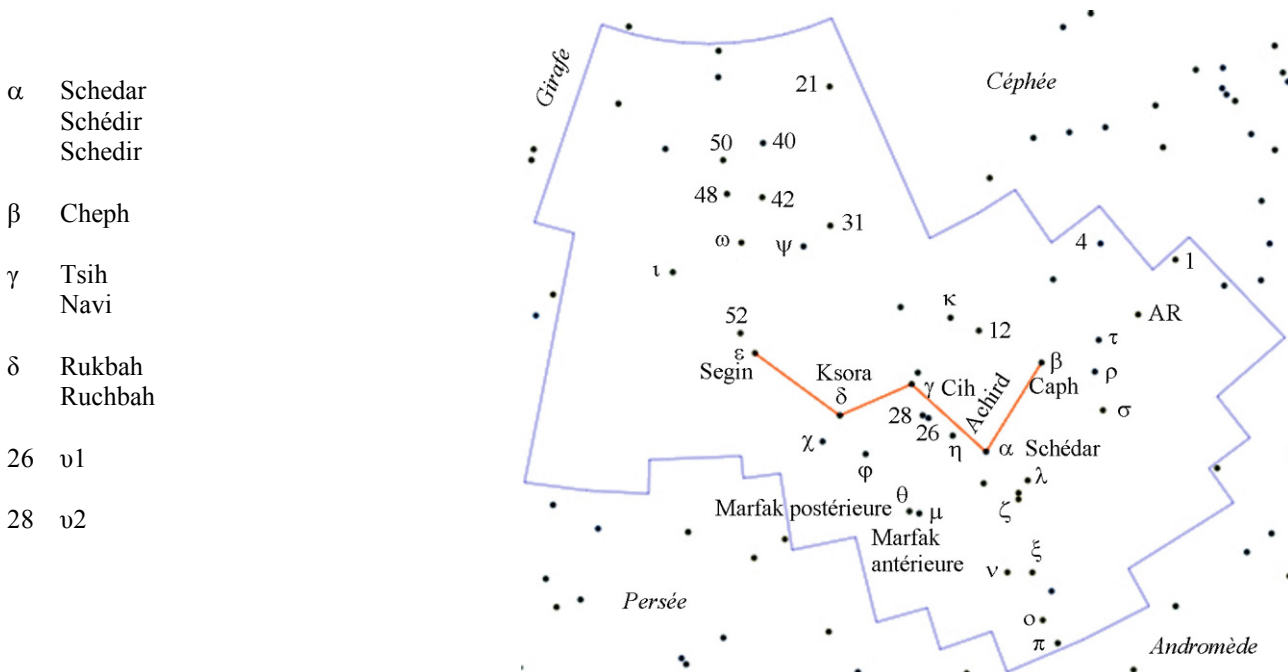 α Schedar
Schédir
Schedir
β Cheph
γ Tsih
Navi
δ Rukbah
Ruchbah
26 υ1
28 υ2
Girafe
Céphée
21
50
40
48
42
31
ω
ψ
4
1
ι
κ
12
AR
52
τ
ε
Segin
Ksora
δ
γ
Cih
Achird
β
Caph
ρ
σ
28
26
χ
φ
η
α Schédar
λ
ζ
θ
Marfak postérieure
μ
Marfak
antérieure
ν
ξ
Persée
ο
π
Andromède